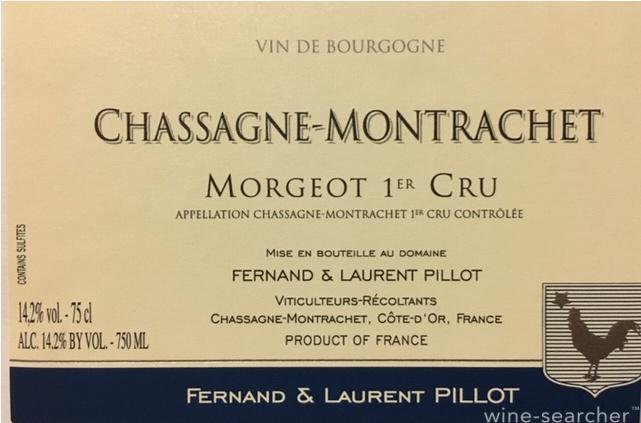 VIN DE BOURGOGNE
CHASSAGNE-MONTRACHET
MORGEOT 1ER CRU
APPELLATION CHASSAGNE-MONTRACHET 1ER CRU CONTRÔLÉE
MISE EN BOUTEILLE AU DOMAINE
FERNAND & LAURENT PILLOT
VITICULTEURS-RÉCOLTANTS
CHASSAGNE-MONTRACHET, CÔTE-D'OR, FRANCE
PRODUCT OF FRANCE
CONTAINS SULFITES
14,2% vol. - 75 cl
ALC. 14.2% BY VOL. - 750 ML
FERNAND & LAURENT PILLOT
wine-searcher™